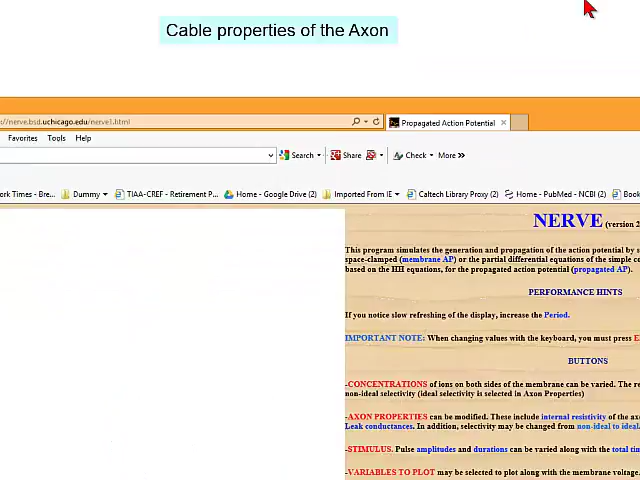 Cable properties of the Axon
://nerve.bsd.uchicago.edu/nerve1.html
Propagated Action Potential
Favorites Tools Help
Search Share Check More
ork Times - Bre... Dummy TIAA-CREF - Retirement P... Home - Google Drive (2) Imported From IE Caltech Library Proxy (2) Home - PubMed - NCBI (2) Book
NERVE (version 2
This program simulates the generation and propagation of the action potential by s
space-clamped (membrane AP) or the partial differential equations of the simple co
based on the HH equations, for the propagated action potential (propagated AP).
PERFORMANCE HINTS
If you notice slow refreshing of the display, increase the Period.
IMPORTANT NOTE: When changing values with the keyboard, you must press E
BUTTONS
-CONCENTRATIONS of ions on both sides of the membrane can be varied. The re
non-ideal selectivity (ideal selectivity is selected in Axon Properties)
-AXON PROPERTIES can be modified. These include internal resistivity of the axo
Leak conductances. In addition, selectivity may be changed from non-ideal to ideal.
-STIMULUS. Pulse amplitudes and durations can be varied along with the total tim
-VARIABLES TO PLOT may be selected to plot along with the membrane voltage.